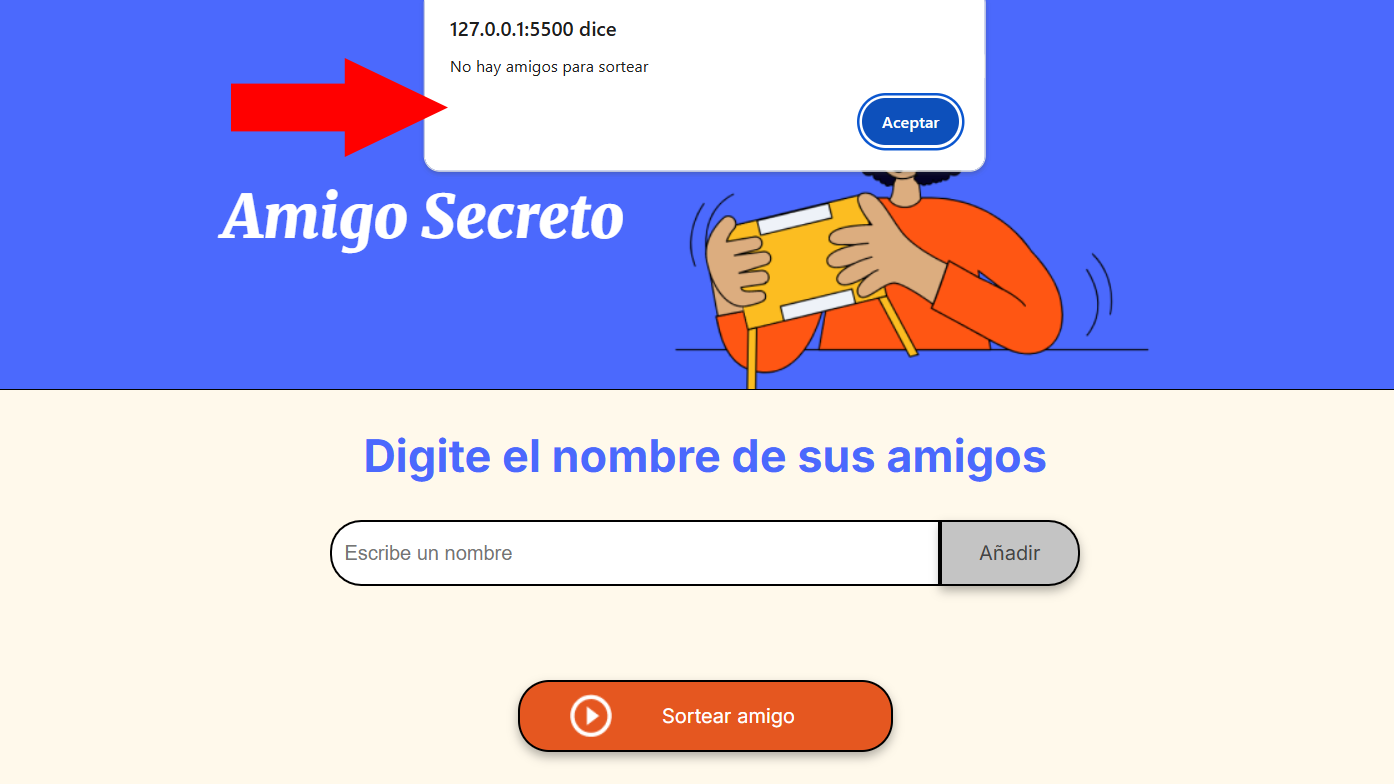 127.0.0.1:5500 dice
No hay amigos para sortear
Aceptar
Amigo Secreto
Digite el nombre de sus amigos
Escribe un nombre
Añadir
Sortear amigo